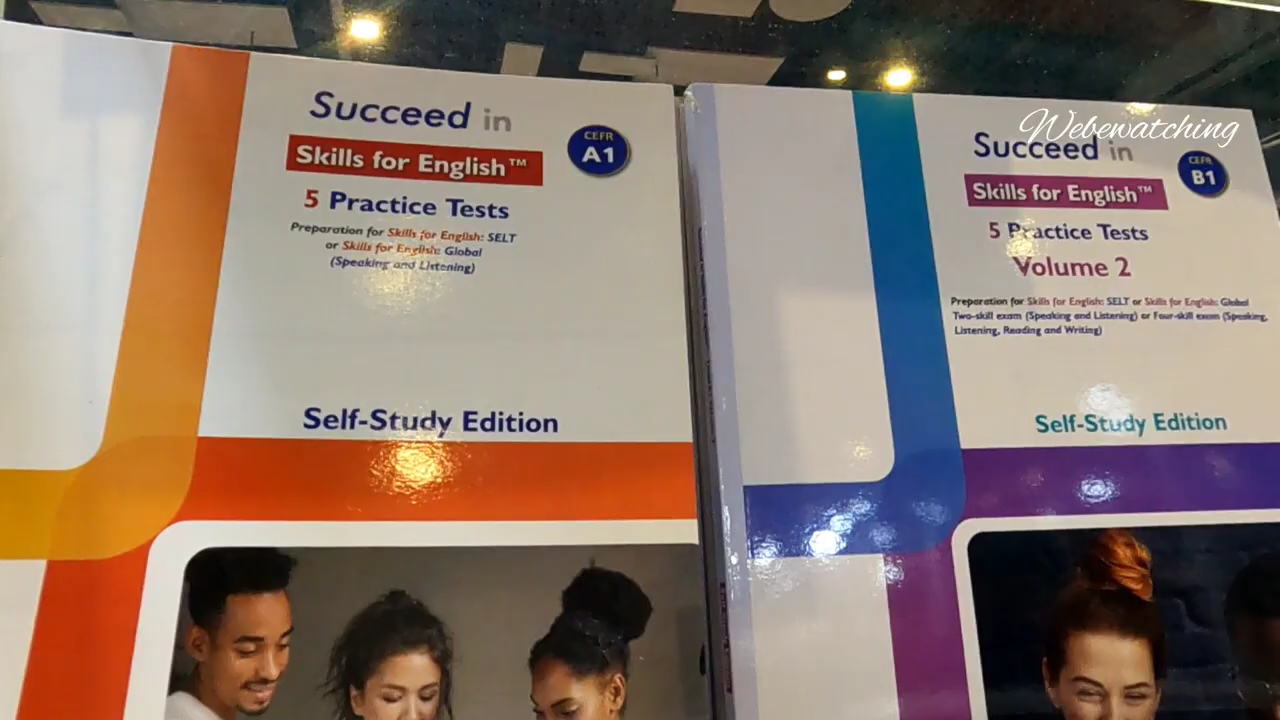 Succeed in
CEFR
A1
Skills for English™
5 Practice Tests
Preparation for Skills for English: SELT
or Skills for English: Global
(Speaking and Listening)
Self-Study Edition
Webewatching
Succeed in
CEFR
B1
Skills for English™
5 Practice Tests
Volume 2
Preparation for Skills for English: SELT or Skills for English: Global
Two-skill exam (Speaking and Listening) or Four-skill exam (Speaking,
Listening, Reading and Writing)
Self-Study Edition